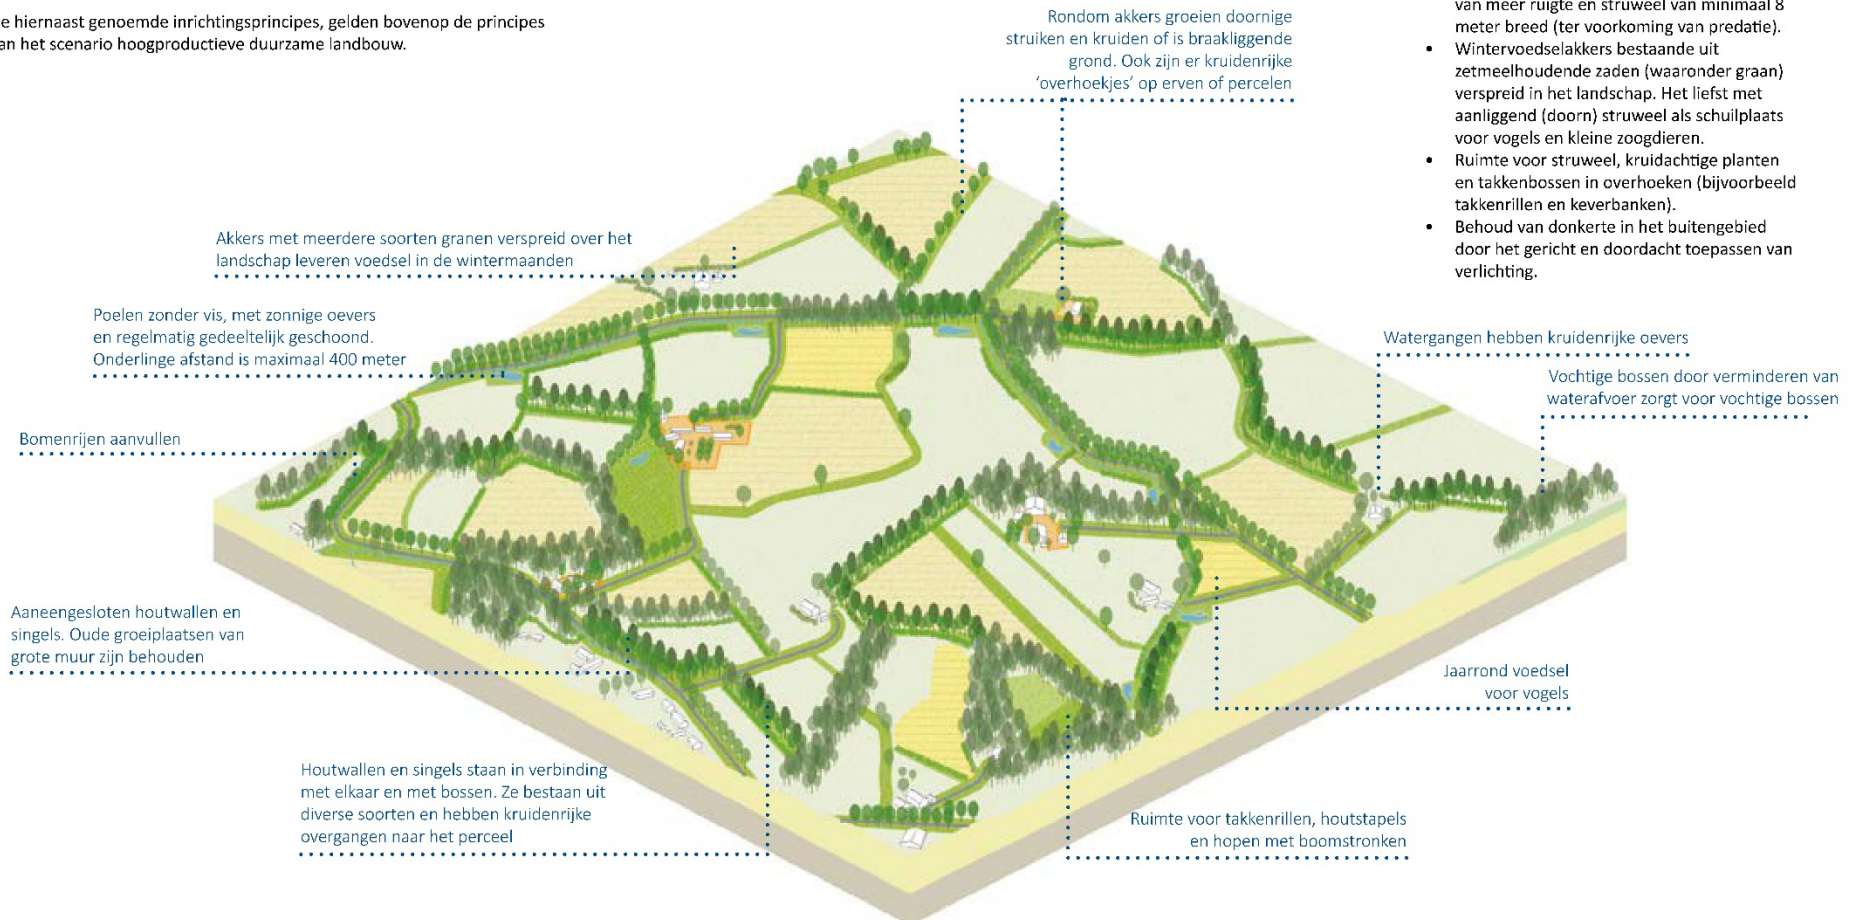 e hiernaast genoemde inrichtingsprincipes, gelden bovenop de principes
an het scenario hoogproductieve duurzame landbouw.
Rondom akkers groeien doornige
struiken en kruiden of is braakliggende
grond. Ook zijn er kruidenrijke
‘overhoekjes’ op erven of percelen
van meer ruigte en struweel van minimaal 8
meter breed (ter voorkoming van predatie).
• Wintervoedselakkers bestaande uit
zetmeelhoudende zaden (waaronder graan)
verspreid in het landschap. Het liefst met
aanliggend (doorn) struweel als schuilplaats
voor vogels en kleine zoogdieren.
• Ruimte voor struweel, kruidachtige planten
en takkenbossen in overhoeken (bijvoorbeeld
takkenrillen en keverbanken).
• Behoud van donkerte in het buitengebied
door het gericht en doordacht toepassen van
verlichting.
Akkers met meerdere soorten granen verspreid over het
landschap leveren voedsel in de wintermaanden
Poelen zonder vis, met zonnige oevers
en regelmatig gedeeltelijk geschoond.
Onderlinge afstand is maximaal 400 meter
Watergangen hebben kruidenrijke oevers
Vochtige bossen door verminderen van
waterafvoer zorgt voor vochtige bossen
Bomenrijen aanvullen
Aaneengesloten houtwallen en
singels. Oude groeiplaatsen van
grote muur zijn behouden
Jaarrond voedsel
voor vogels
Houtwallen en singels staan in verbinding
met elkaar en met bossen. Ze bestaan uit
diverse soorten en hebben kruidenrijke
overgangen naar het perceel
Ruimte voor takkenrillen, houtstapels
en hopen met boomstronken